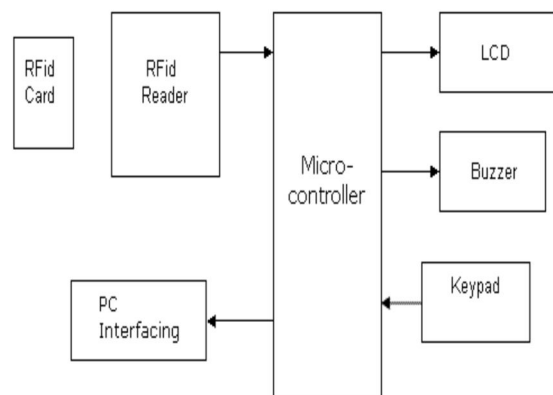 RFid
Card
RFid
Reader
Micro-
controller
LCD
Buzzer
Keypad
PC
Interfacing